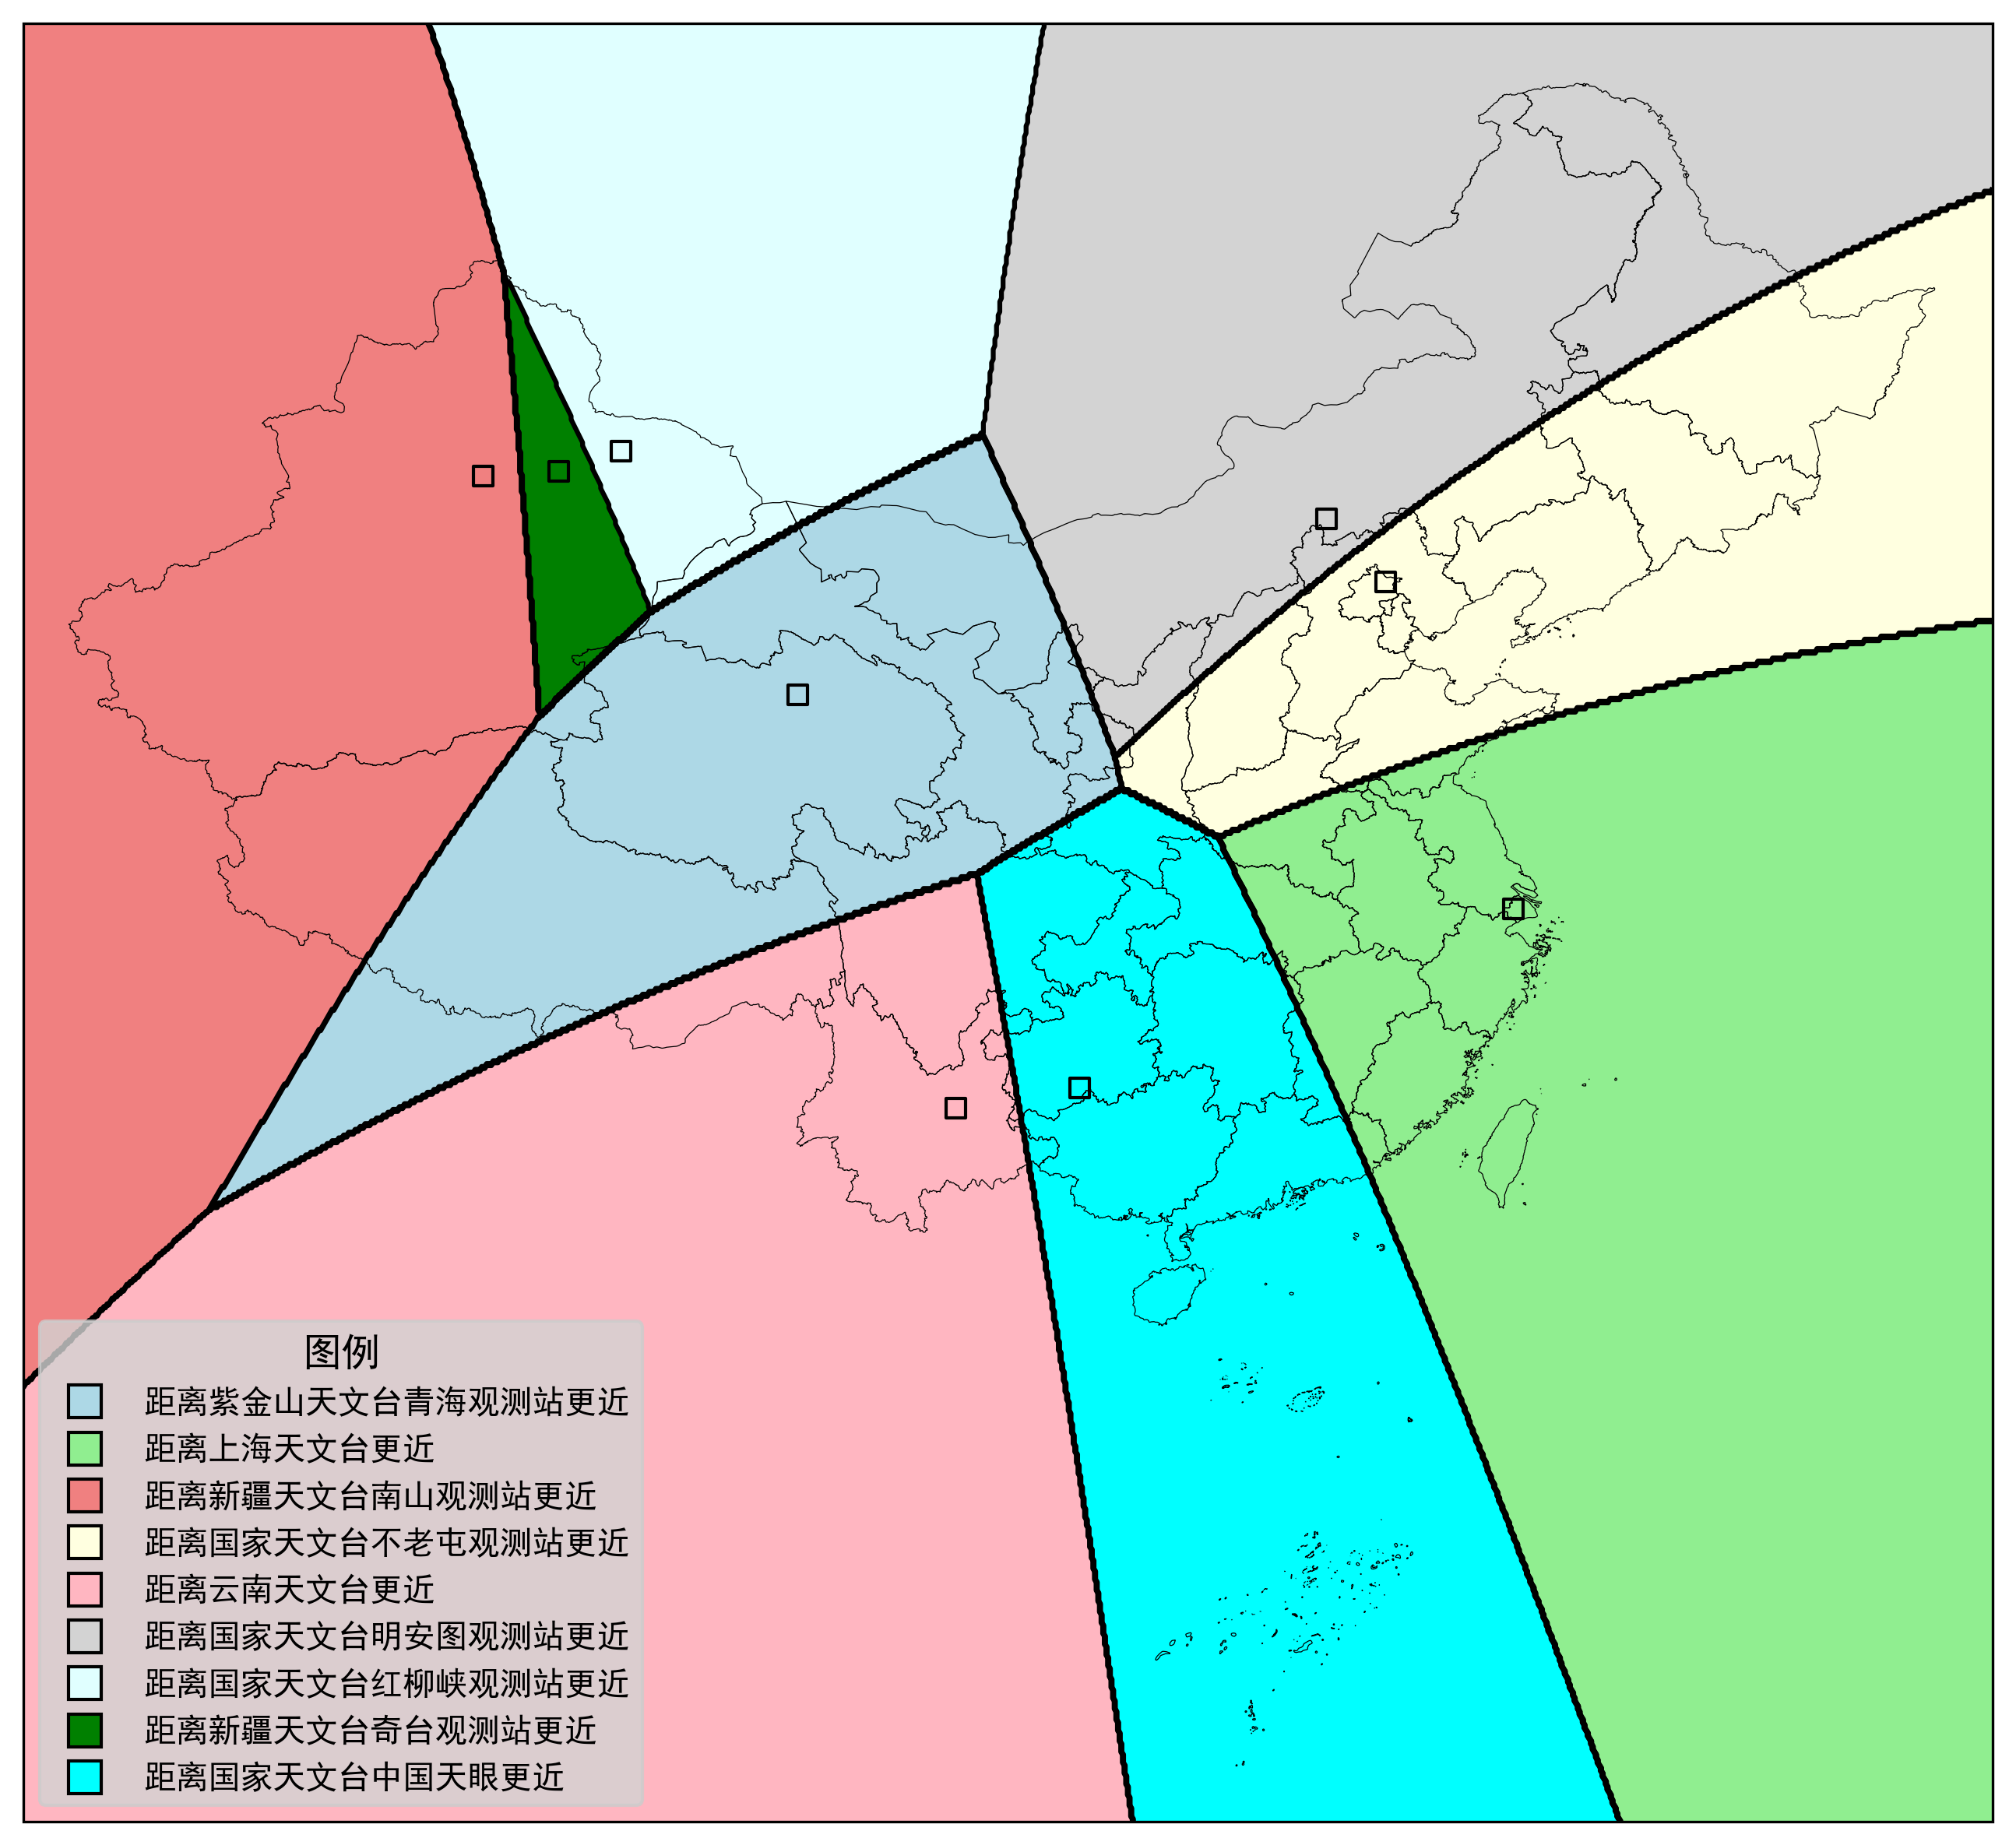 图例
距离紫金山天文台青海观测站更近
距离上海天文台更近
距离新疆天文台南山观测站更近
距离国家天文台不老屯观测站更近
距离云南天文台更近
距离国家天文台明安图观测站更近
距离国家天文台红柳峡观测站更近
距离新疆天文台奇台观测站更近
距离国家天文台中国天眼更近